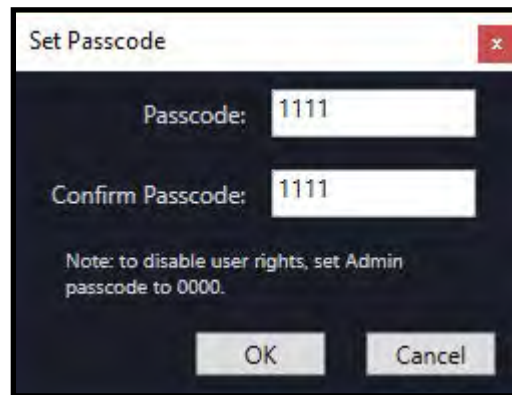 Set Passcode
x
Passcode: 1111
Confirm Passcode: 1111
Note: to disable user rights, set Admin
passcode to 0000.
OK Cancel